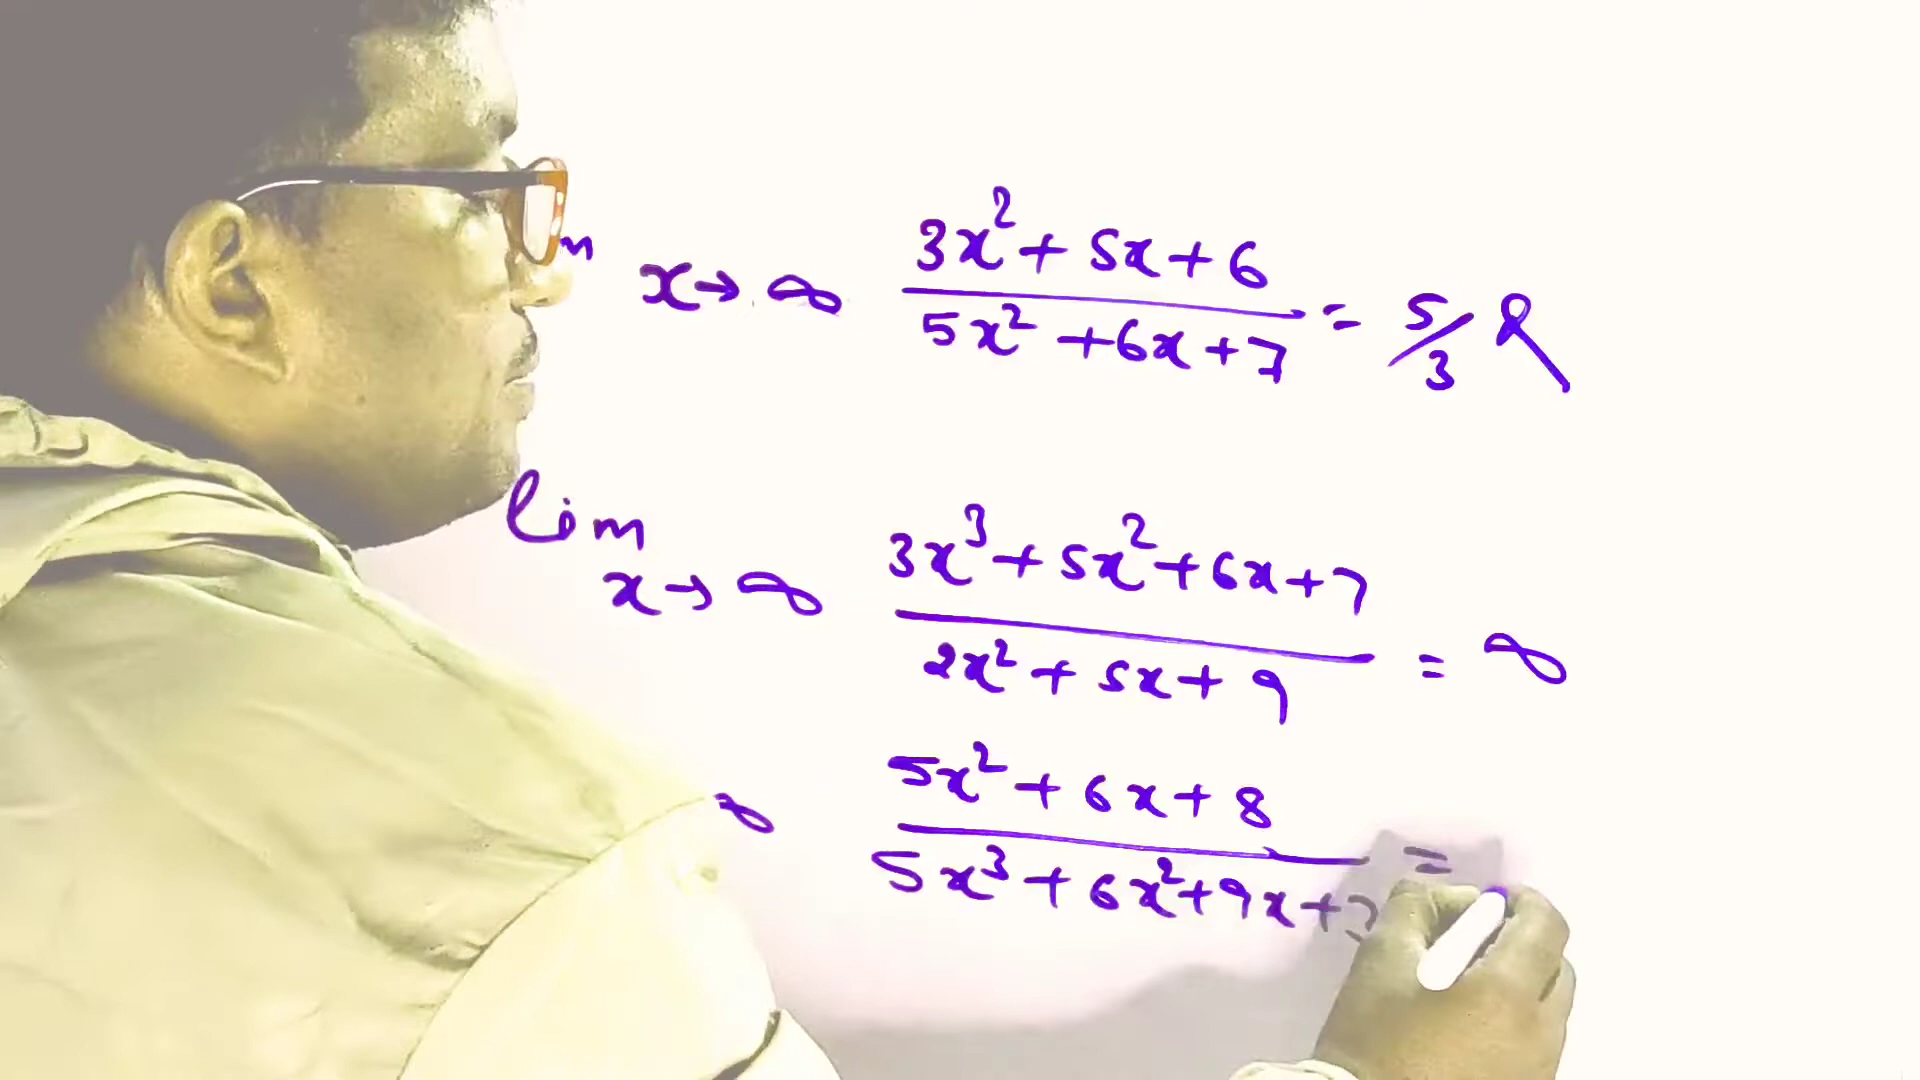 x→∞ 3x²+5x+6 / 5x²+6x+7 = 5/3
lim x→∞ 3x³+5x²+6x+7 / 2x²+5x+9 = ∞
∞ 5x²+6x+8 / 5x³+6x²+9x+ =